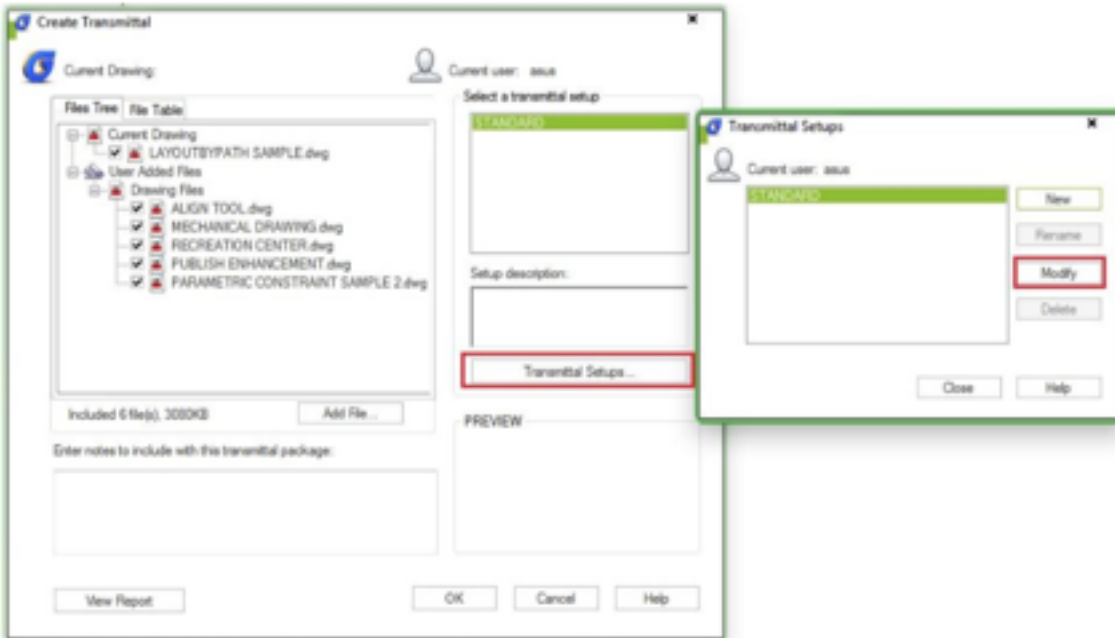 Create Transmittal
Current Drawing:
Current user: asus
Files Tree
File Table
Current Drawing
LAYOUTBYPATH SAMPLE.dwg
User Added Files
Drawing Files
ALIGN TOOL.dwg
MECHANICAL DRAWING.dwg
RECREATION CENTER.dwg
PUBLISH ENHANCEMENT.dwg
PARAMETRIC CONSTRAINT SAMPLE 2.dwg
Included 6 file(s), 3080KB
Add File...
Enter notes to include with this transmittal package:
Select a transmittal setup
STANDARD
Setup description:
Transmittal Setups...
PREVIEW
View Report
OK
Cancel
Help
Transmittal Setups
Current user: asus
STANDARD
New
Rename
Modify
Delete
Close
Help